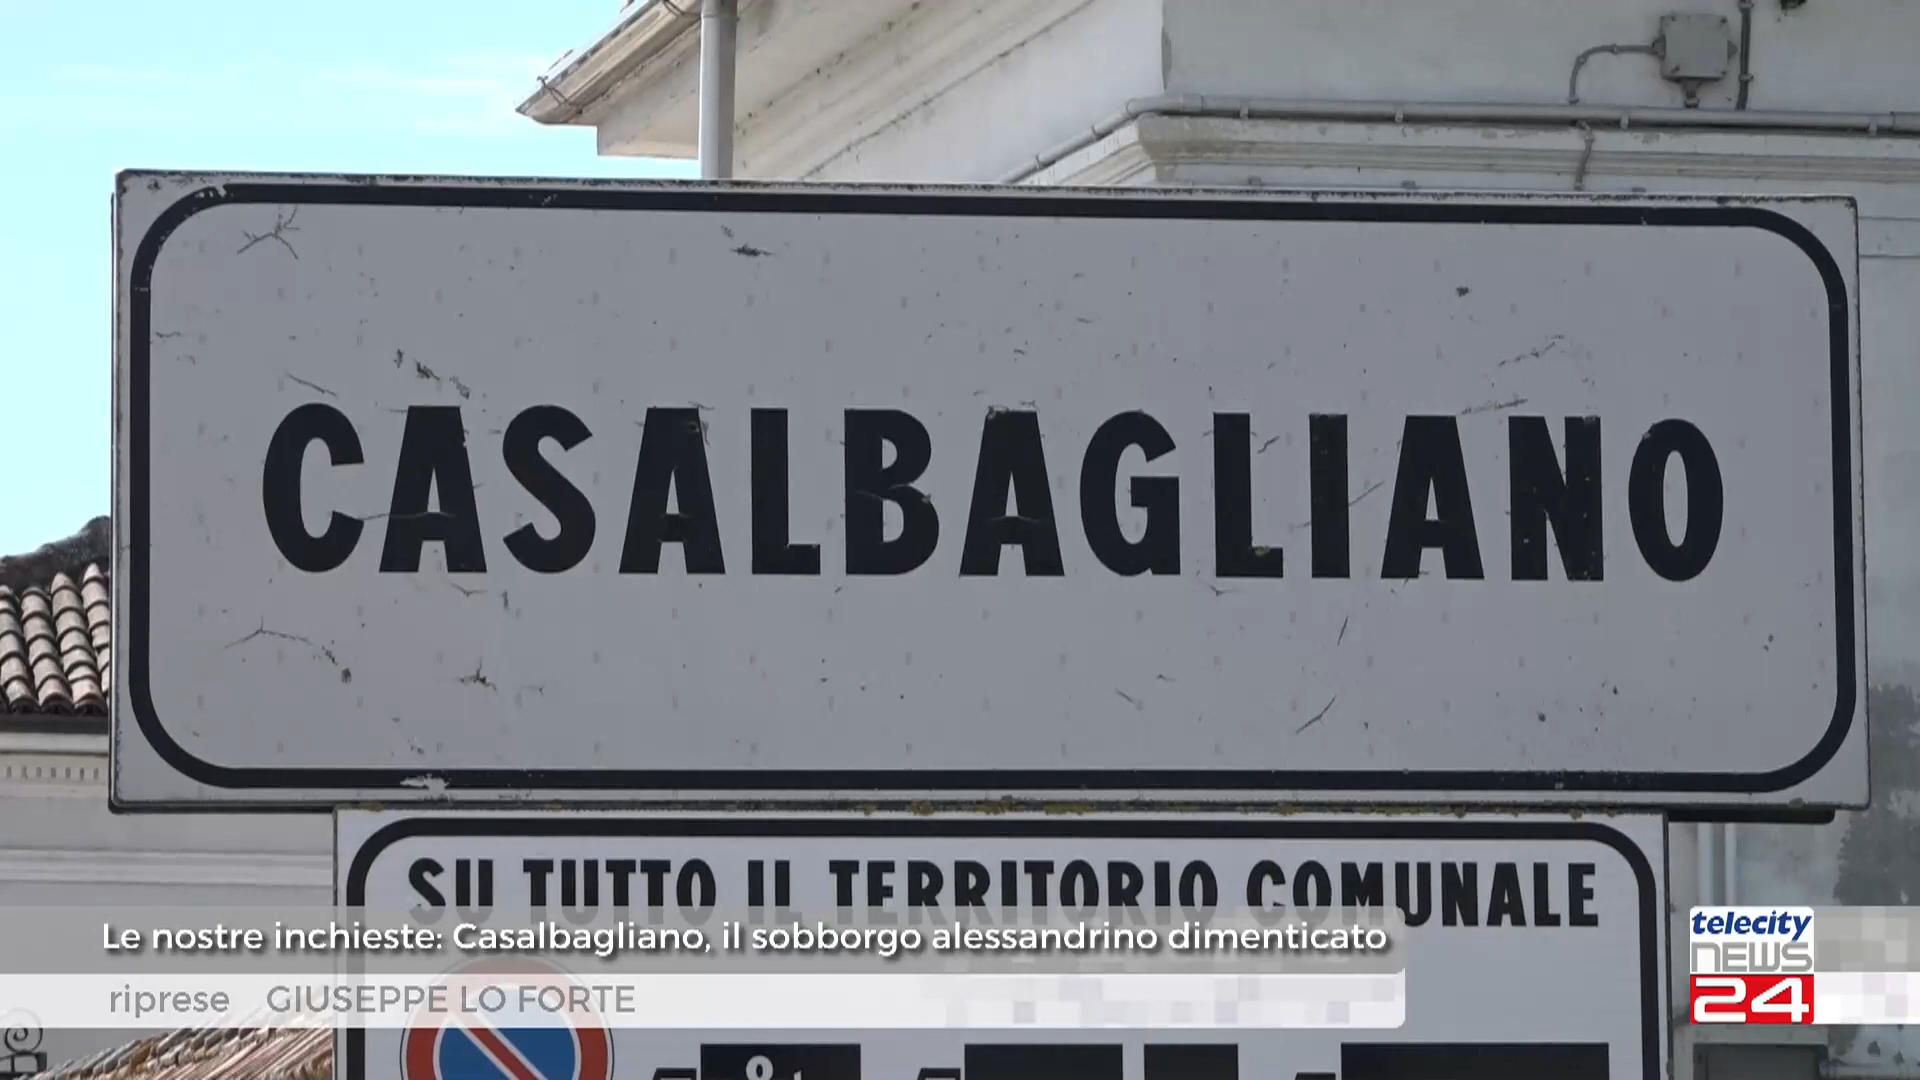 CASALBAGLIANO
SU TUTTO IL TERRITORIO COMUNALE
Le nostre inchieste: Casalbagliano, il sobborgo alessandrino dimenticato
riprese GIUSEPPE LO FORTE
telecity
NEWS
24